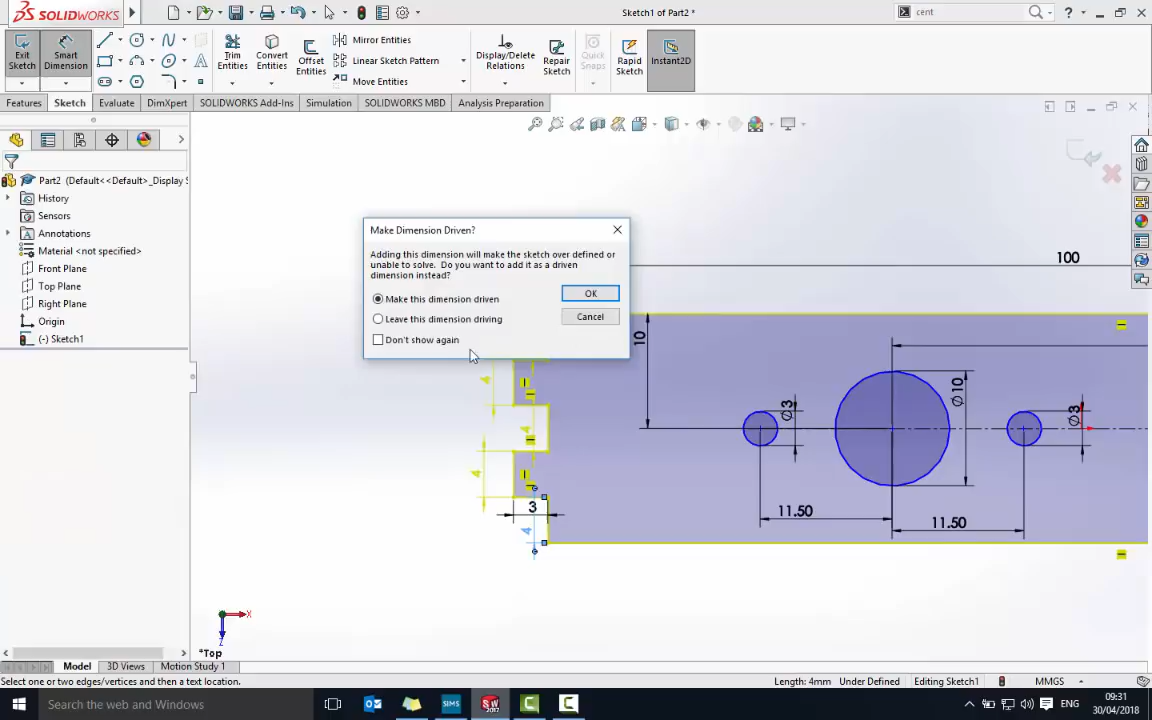 SOLIDWORKS
Sketch1 of Part2 *
cent
Exit Sketch
Smart Dimension
Trim Entities
Convert Entities
Offset Entities
Mirror Entities
Linear Sketch Pattern
Move Entities
Display/Delete Relations
Repair Sketch
Quick Snaps
Rapid Sketch
Instant2D
Features
Sketch
Evaluate
DimXpert
SOLIDWORKS Add-Ins
Simulation
SOLIDWORKS MBD
Analysis Preparation
Part2 (Default<<Default>_Display S
History
Sensors
Annotations
Material <not specified>
Front Plane
Top Plane
Right Plane
Origin
(-) Sketch1
Make Dimension Driven?
Adding this dimension will make the sketch over defined or
unable to solve. Do you want to add it as a driven
dimension instead?
Make this dimension driven
Leave this dimension driving
Don't show again
OK
Cancel
100
10
4
4
4
3
4
Ø3
Ø10
Ø3
11.50
11.50
X
Z
*Top
Model
3D Views
Motion Study 1
Select one or two edges/vertices and then a text location.
Length: 4mm
Under Defined
Editing Sketch1
MMGS
Search the web and Windows
SIMS
SW
2017
ENG
09:31
30/04/2018